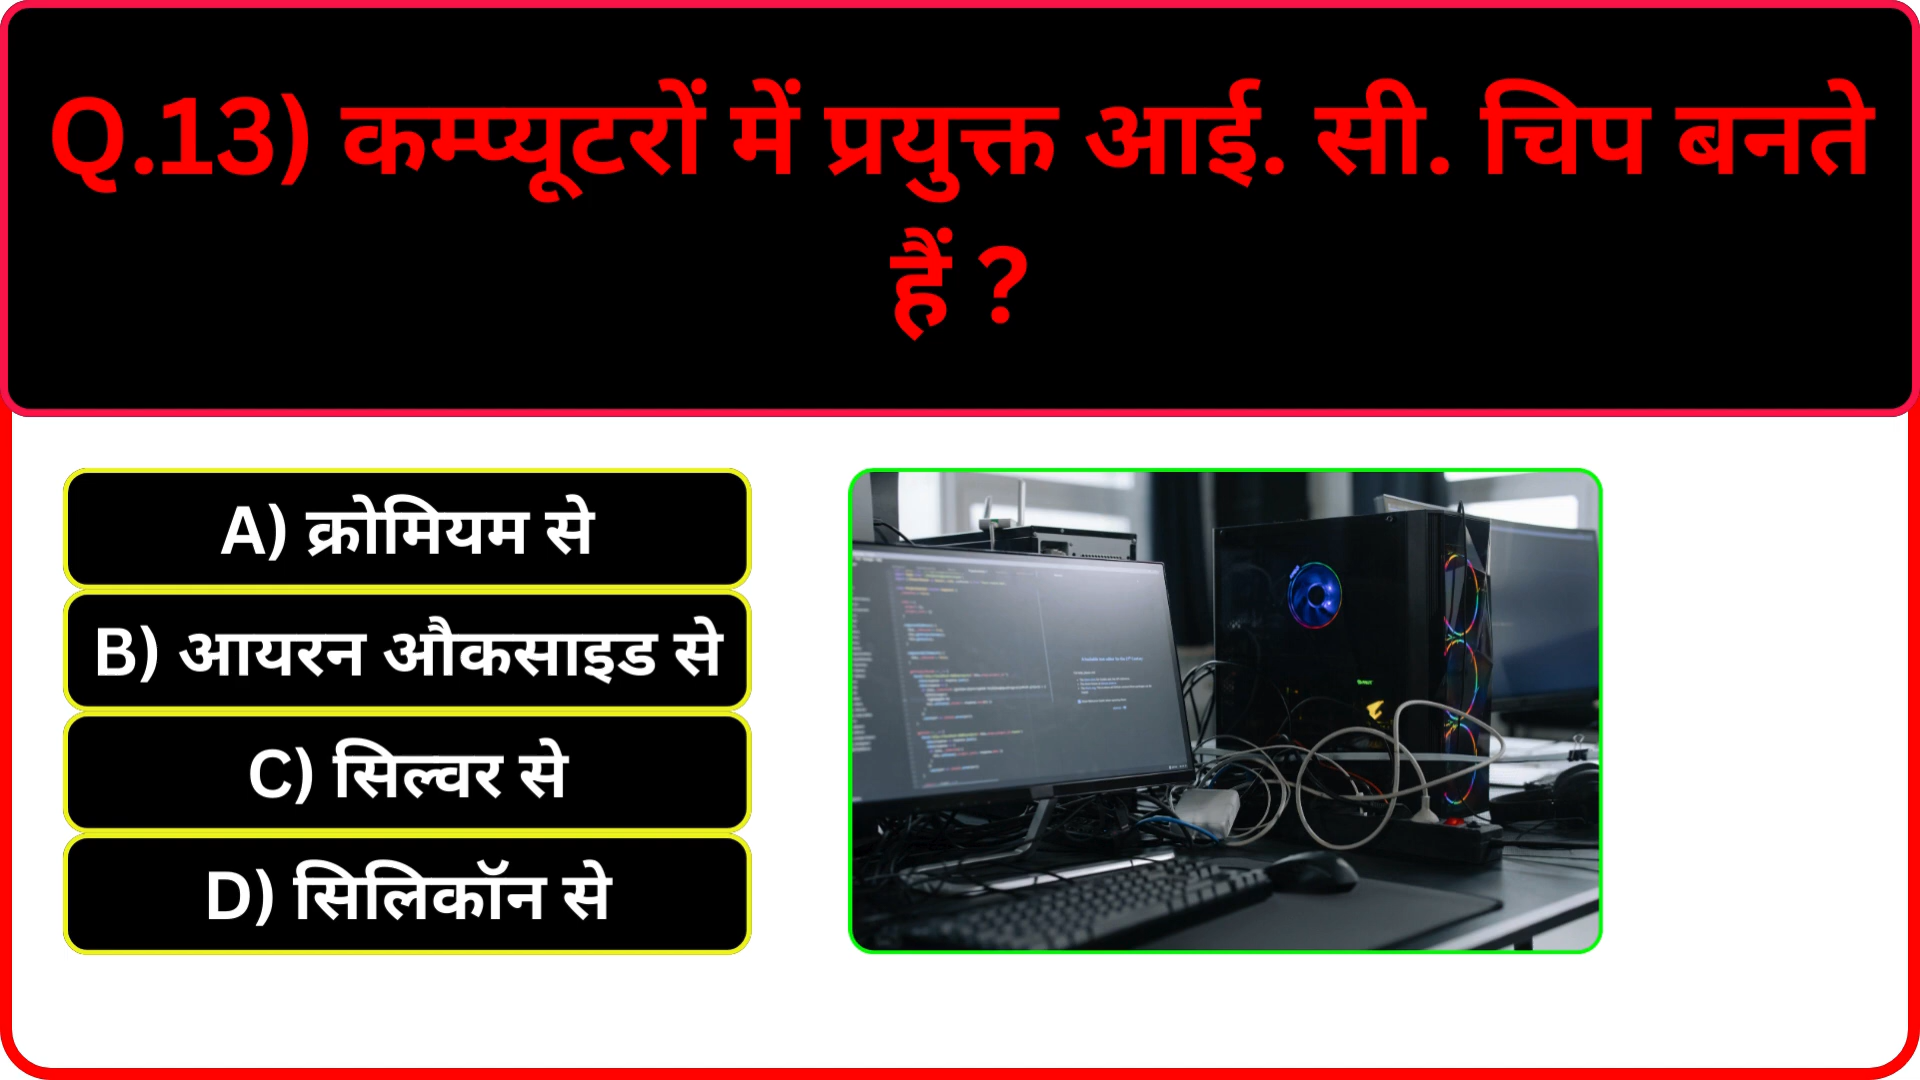 Q.13) कम्प्यूटरों में प्रयुक्त आई. सी. चिप बनते
हैं ?
A) क्रोमियम से
B) आयरन औकसाइड से
C) सिल्वर से
D) सिलिकॉन से